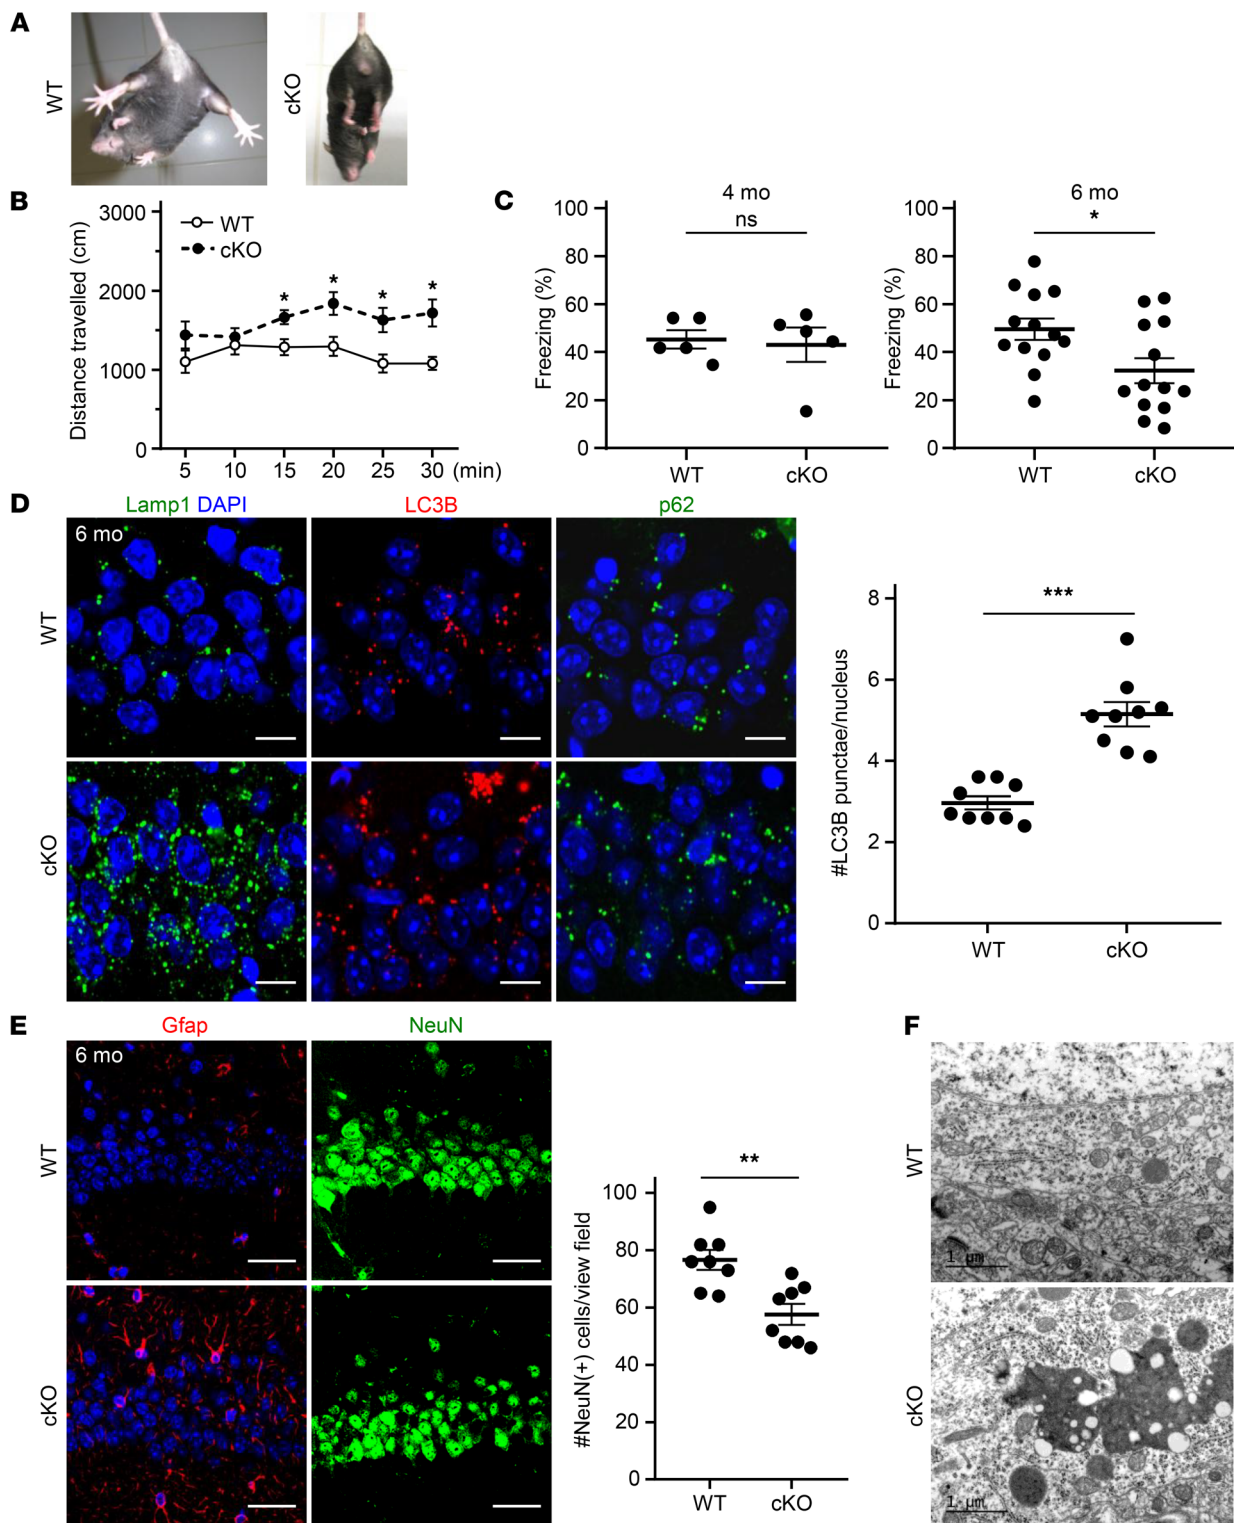 A
WT
cKO
B
3000
2000
1000
0
Distance travelled (cm)
WT
cKO
*
*
*
*
5 10 15 20 25 30 (min)
C
4 mo
ns
100
80
60
40
20
0
Freezing (%)
WT cKO
6 mo
*
100
80
60
40
20
0
Freezing (%)
WT cKO
D
Lamp1 DAPI
LC3B
p62
6 mo
WT
cKO
***
8
6
4
2
0
#LC3B punctae/nucleus
WT cKO
E
Gfap
NeuN
6 mo
WT
cKO
**
100
80
60
40
20
0
#NeuN(+) cells/view field
WT cKO
F
WT
1 µm
cKO
1 µm